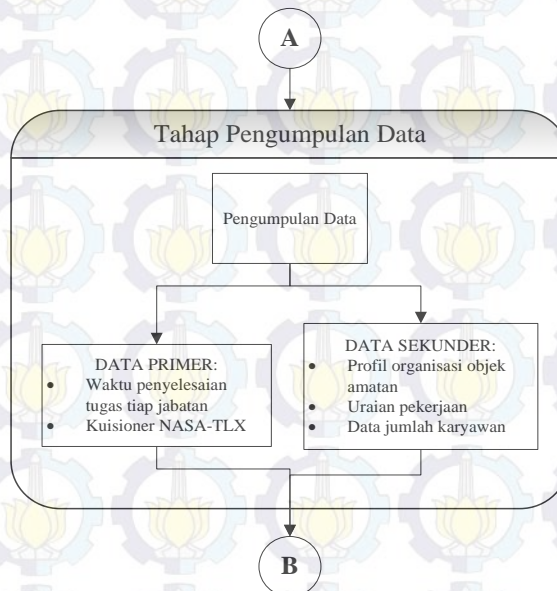 A
Tahap Pengumpulan Data
Pengumpulan Data
DATA PRIMER:
• Waktu penyelesaian
tugas tiap jabatan
• Kuisioner NASA-TLX
DATA SEKUNDER:
• Profil organisasi objek
amatan
• Uraian pekerjaan
• Data jumlah karyawan
B